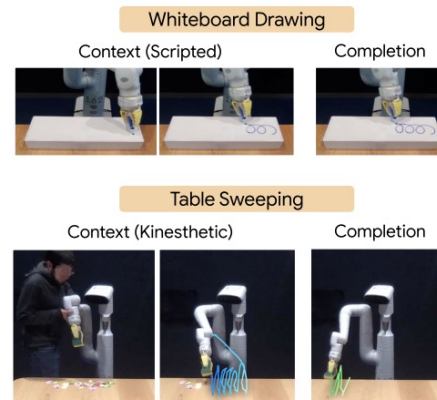 Whiteboard Drawing
Context (Scripted)
Completion
Table Sweeping
Context (Kinesthetic)
Completion